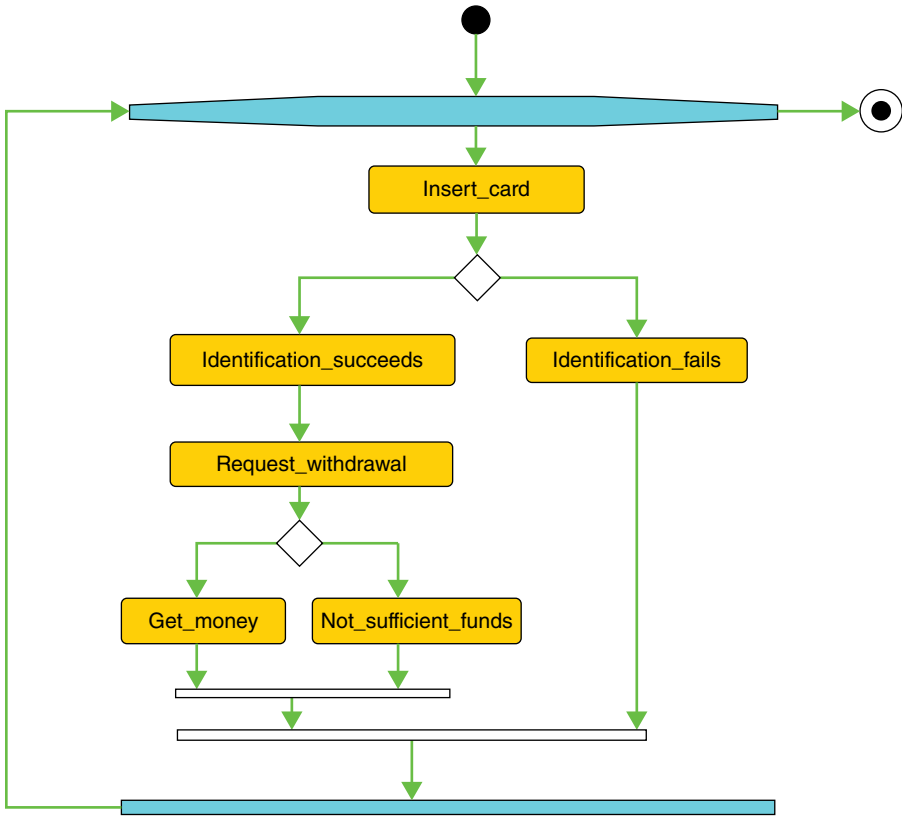 Insert_card
Identification_succeeds
Identification_fails
Request_withdrawal
Get_money
Not_sufficient_funds